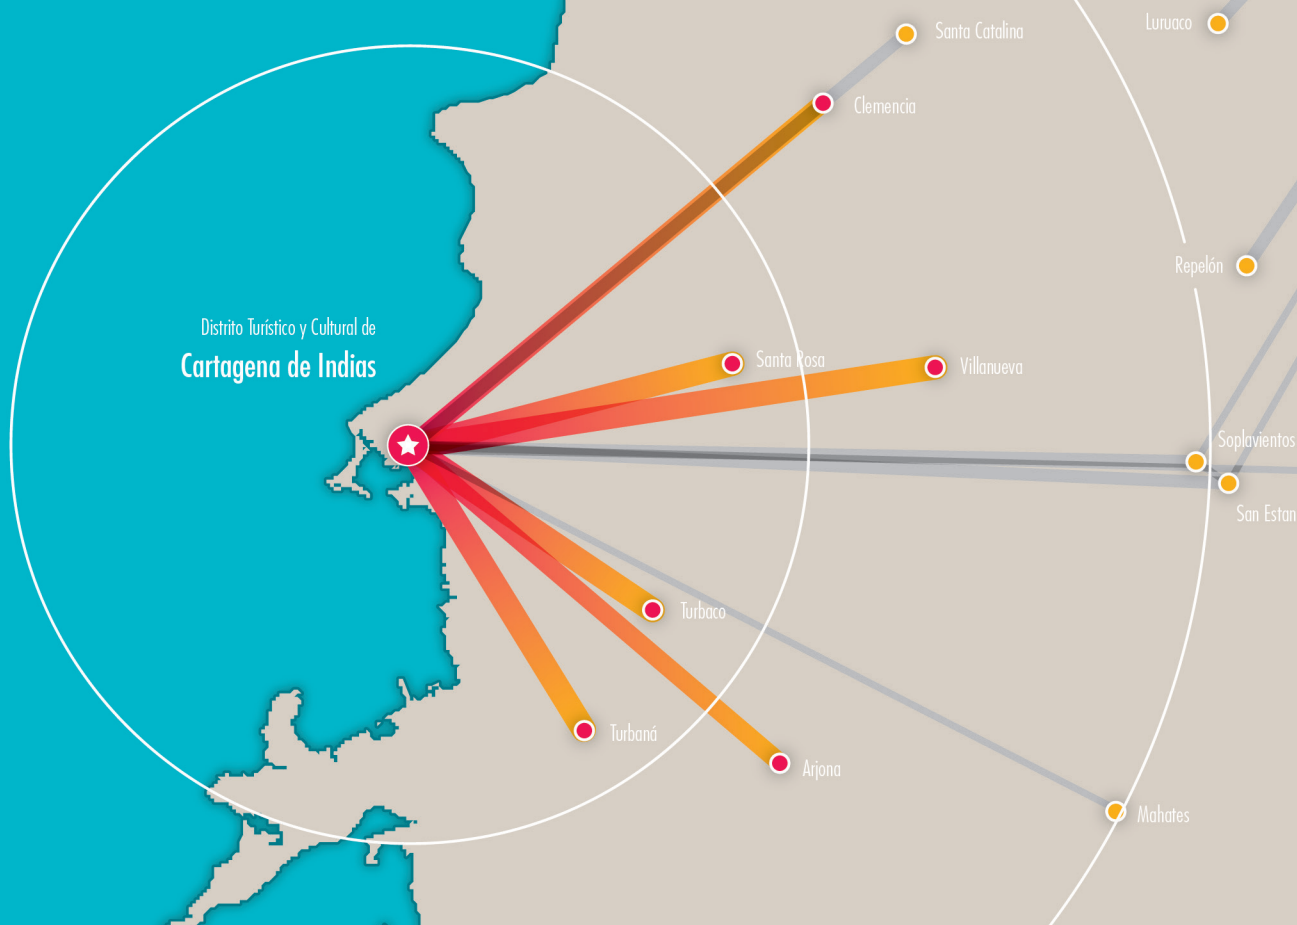 Luruaco
Santa Catalina
Clemencia
Repelón
Distrito Turístico y Cultural de
Cartagena de Indias
Santa Rosa
Villanueva
Soplavientos
San Estan
Turbaco
Turbaná
Arjona
Mahates